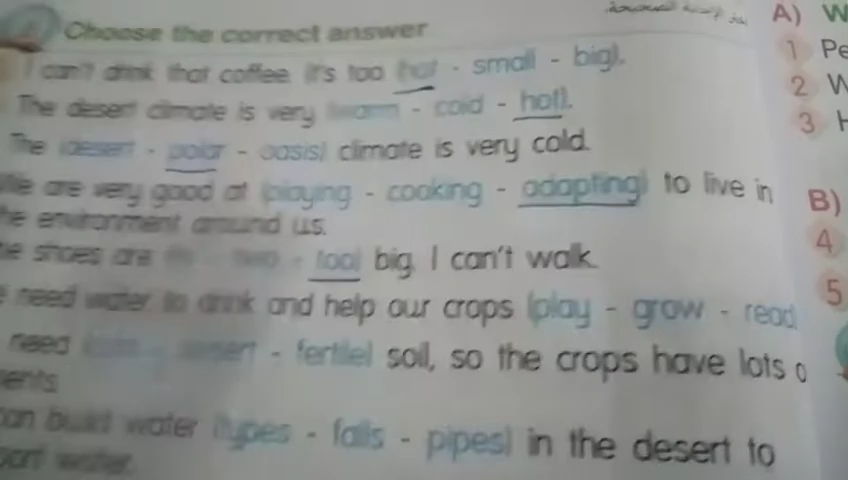 Choose the correct answer
I can't drink that coffee. It's too (hot - small - big).
The desert climate is very (warm - cold - hot).
The (desert - polar - oasis) climate is very cold.
We are very good at (playing - cooking - adapting) to live in
he environment around us.
shoes are two - too) big. I can't walk.
need water to drink and help our crops (play - grow - read
need desert - fertile) soil, so the crops have lots o
ents.
an build water (types - falls - pipes) in the desert to
water.
A) W
1 Pe
2 W
3 H
B)
4
5